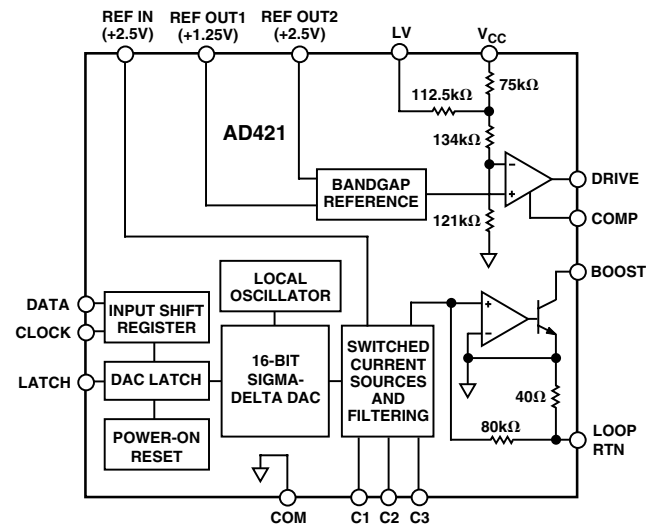 REF IN
(+2.5V)
REF OUT1
(+1.25V)
REF OUT2
(+2.5V)
LV
VCC
75kΩ
112.5kΩ
134kΩ
AD421
BANDGAP
REFERENCE
−
+
121kΩ
DRIVE
COMP
BOOST
DATA
CLOCK
LATCH
INPUT SHIFT
REGISTER
DAC LATCH
POWER-ON
RESET
LOCAL
OSCILLATOR
16-BIT
SIGMA-
DELTA DAC
SWITCHED
CURRENT
SOURCES
AND
FILTERING
+
−
40Ω
80kΩ
LOOP
RTN
COM
C1
C2
C3